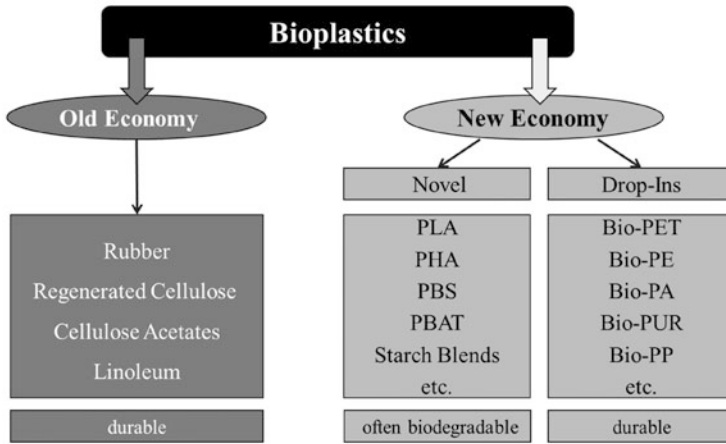 Bioplastics
Old Economy
New Economy
Novel
Drop-Ins
Rubber
Regenerated Cellulose
Cellulose Acetates
Linoleum
PLA
PHA
PBS
PBAT
Starch Blends
etc.
Bio-PET
Bio-PE
Bio-PA
Bio-PUR
Bio-PP
etc.
durable
often biodegradable
durable